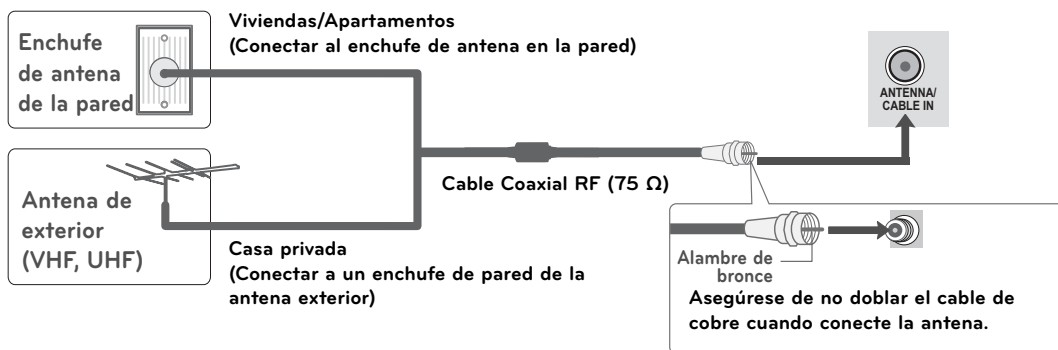 Enchufe
de antena
de la pared
Viviendas/Apartamentos
(Conectar al enchufe de antena en la pared)
ANTENNA/
CABLE IN
Antena de
exterior
(VHF, UHF)
Cable Coaxial RF (75 Ω)
Casa privada
(Conectar a un enchufe de pared de la
antena exterior)
Alambre de
bronce
Asegúrese de no doblar el cable de
cobre cuando conecte la antena.